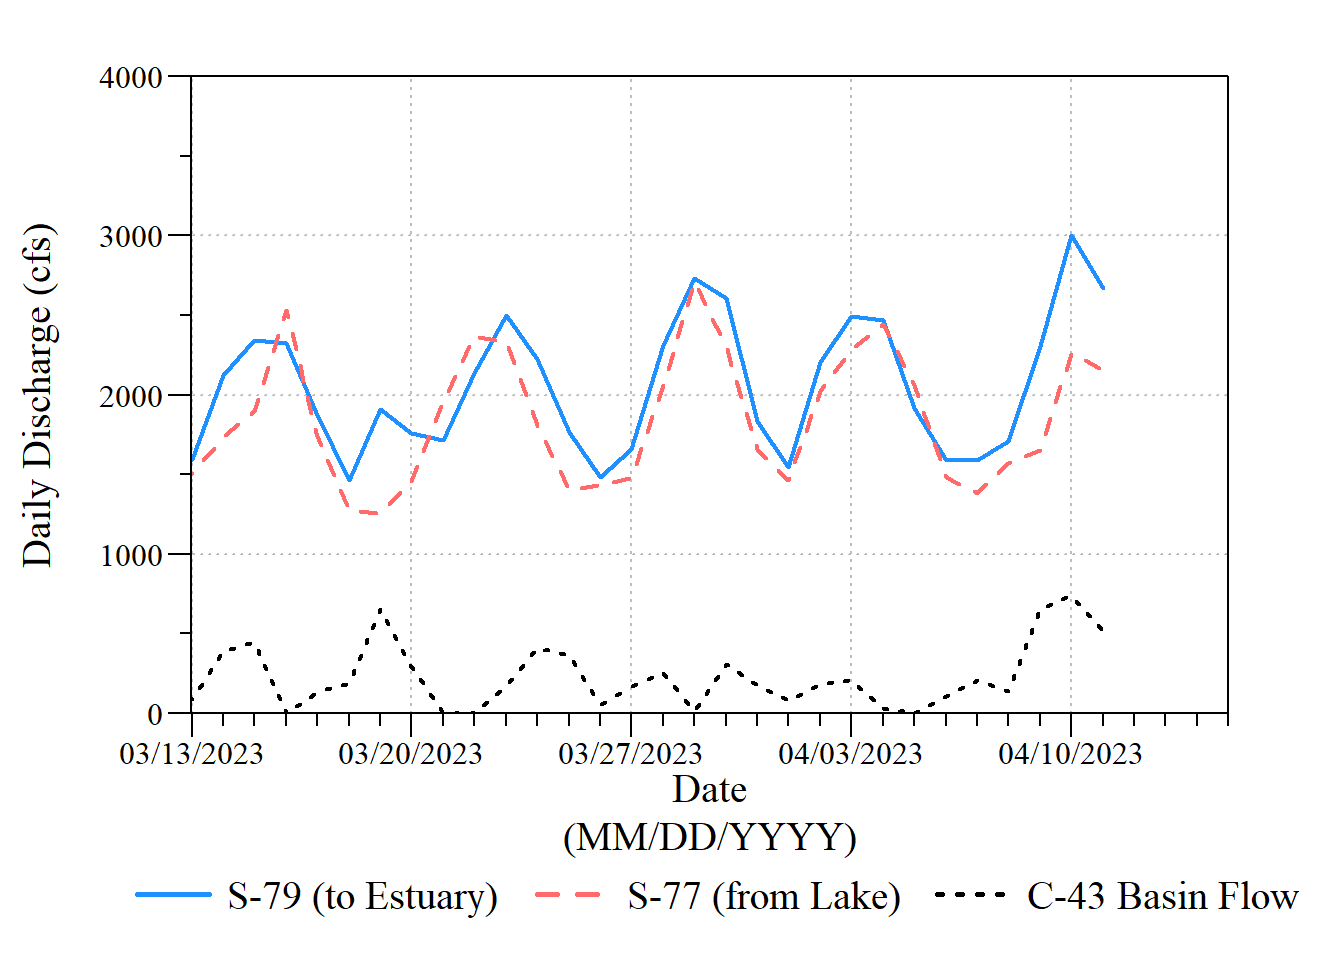 4000
3000
2000
1000
0
Daily Discharge (cfs)
03/13/2023 03/20/2023 03/27/2023 04/03/2023 04/10/2023
Date
(MM/DD/YYYY)
S-79 (to Estuary) S-77 (from Lake) C-43 Basin Flow